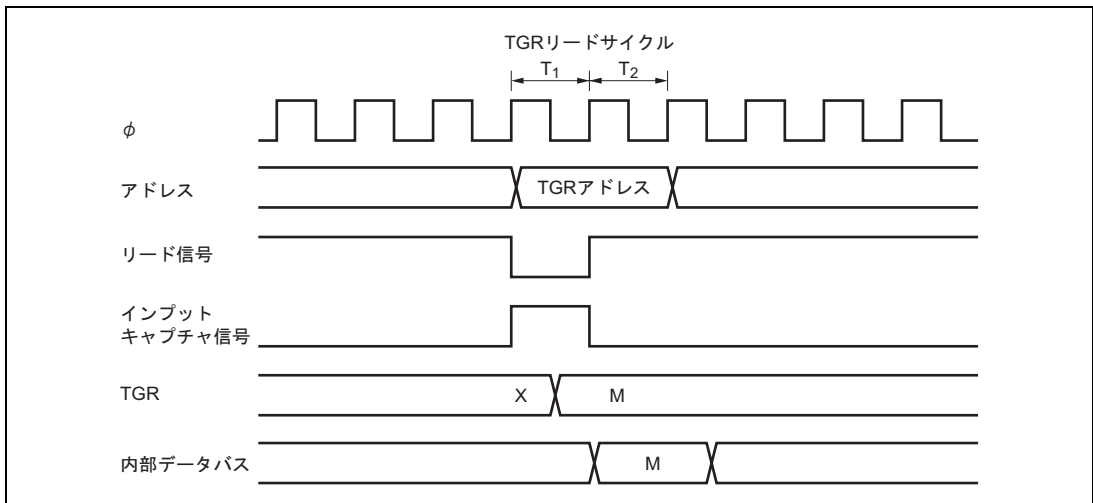 TGRリードサイクル
T1 T2
φ
アドレス TGRアドレス
リード信号
インプット
キャプチャ信号
TGR X M
内部データバス M